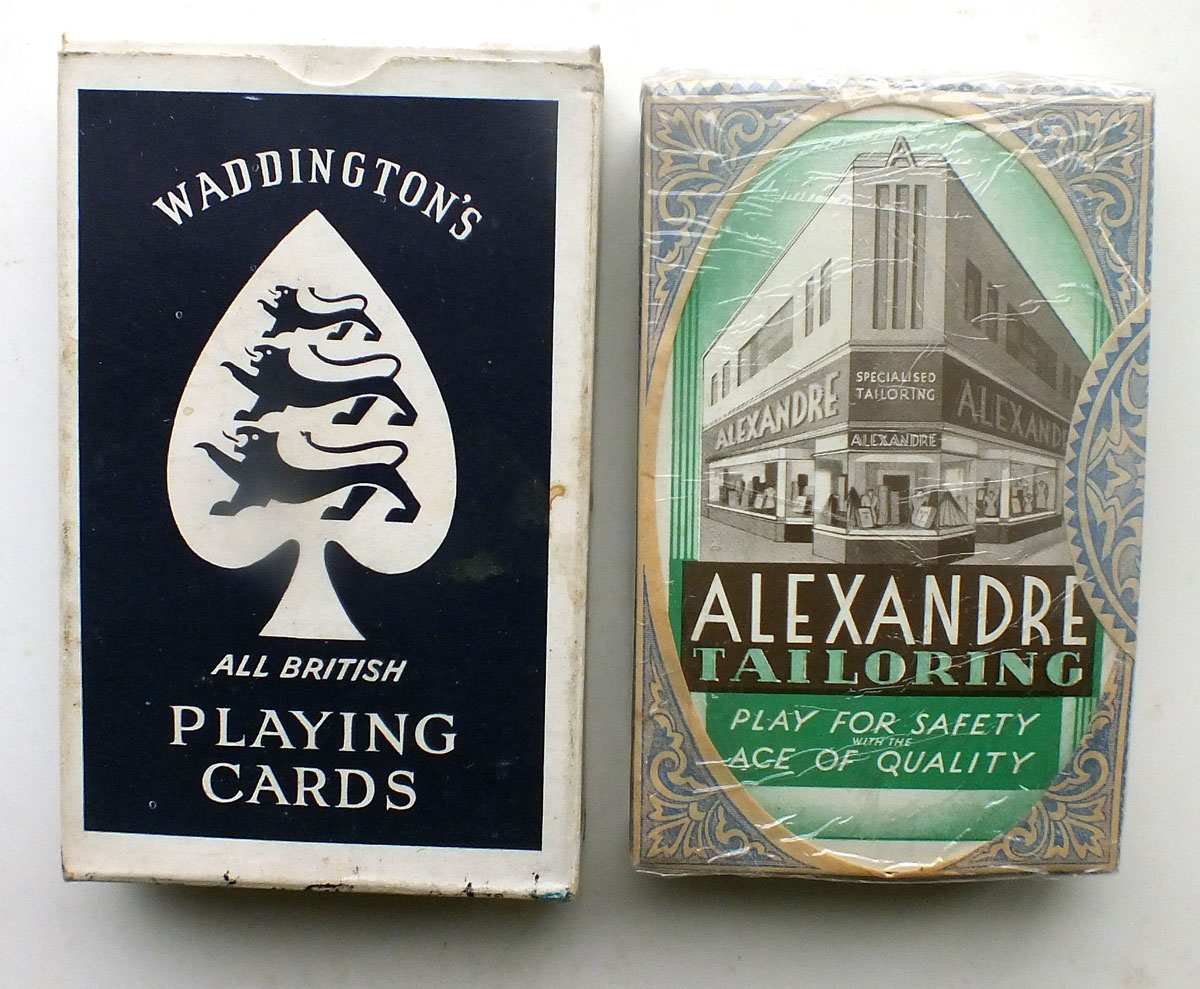 WADDINGTON'S
ALL BRITISH
PLAYING
CARDS
A
SPECIALISED
TAILORING
ALEXANDRE
ALEXANDRE
ALEXANDRE
ALEXANDRE
TAILORING
PLAY FOR SAFETY
WITH THE
ACE OF QUALITY